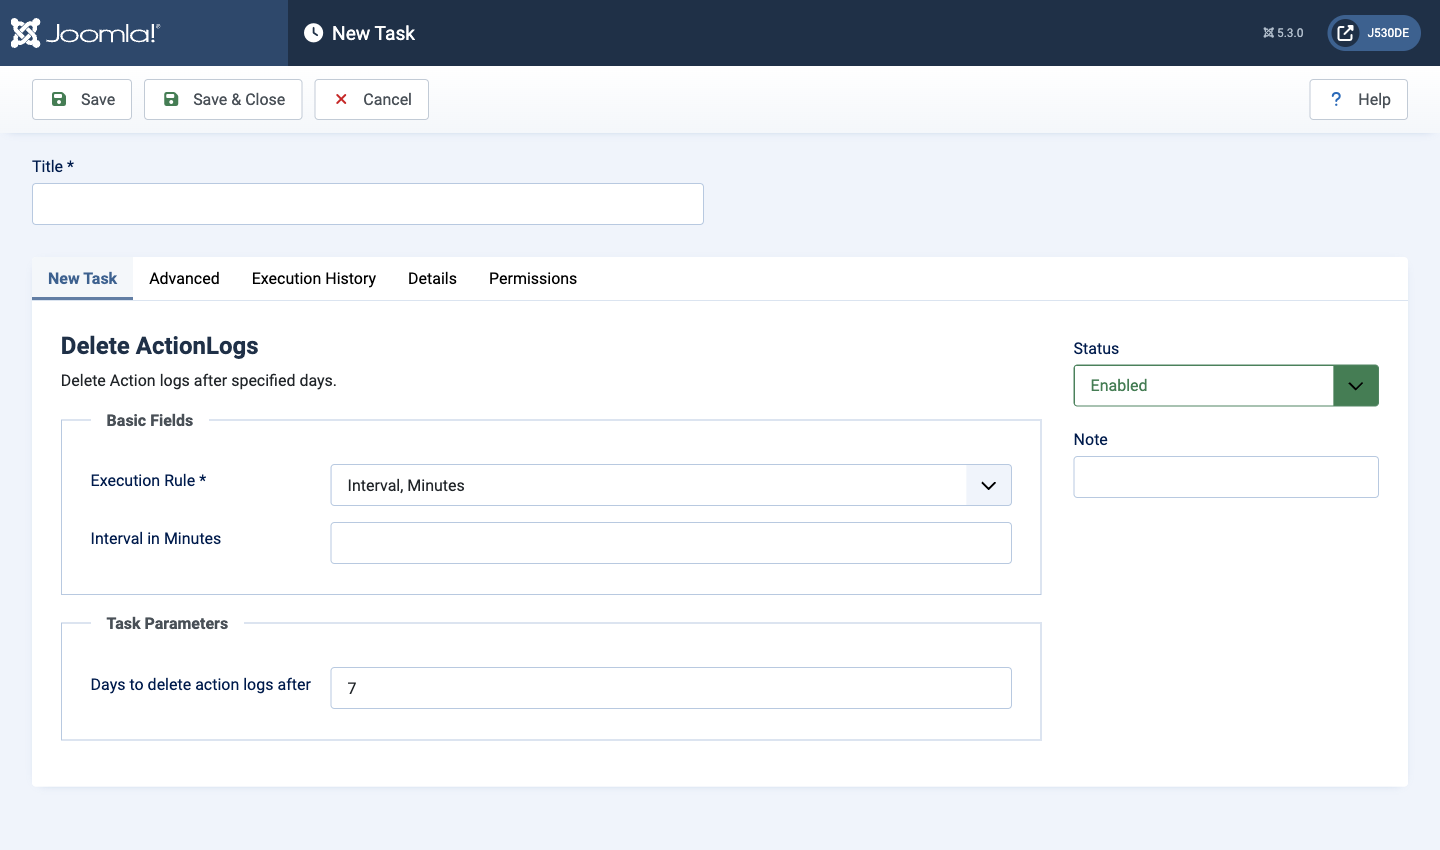 Joomla!®
New Task
5.3.0
J530DE
Save
Save & Close
Cancel
? Help
Title *
New Task
Advanced
Execution History
Details
Permissions
Delete ActionLogs
Delete Action logs after specified days.
Basic Fields
Execution Rule *
Interval, Minutes
Interval in Minutes
Task Parameters
Days to delete action logs after
7
Status
Enabled
Note